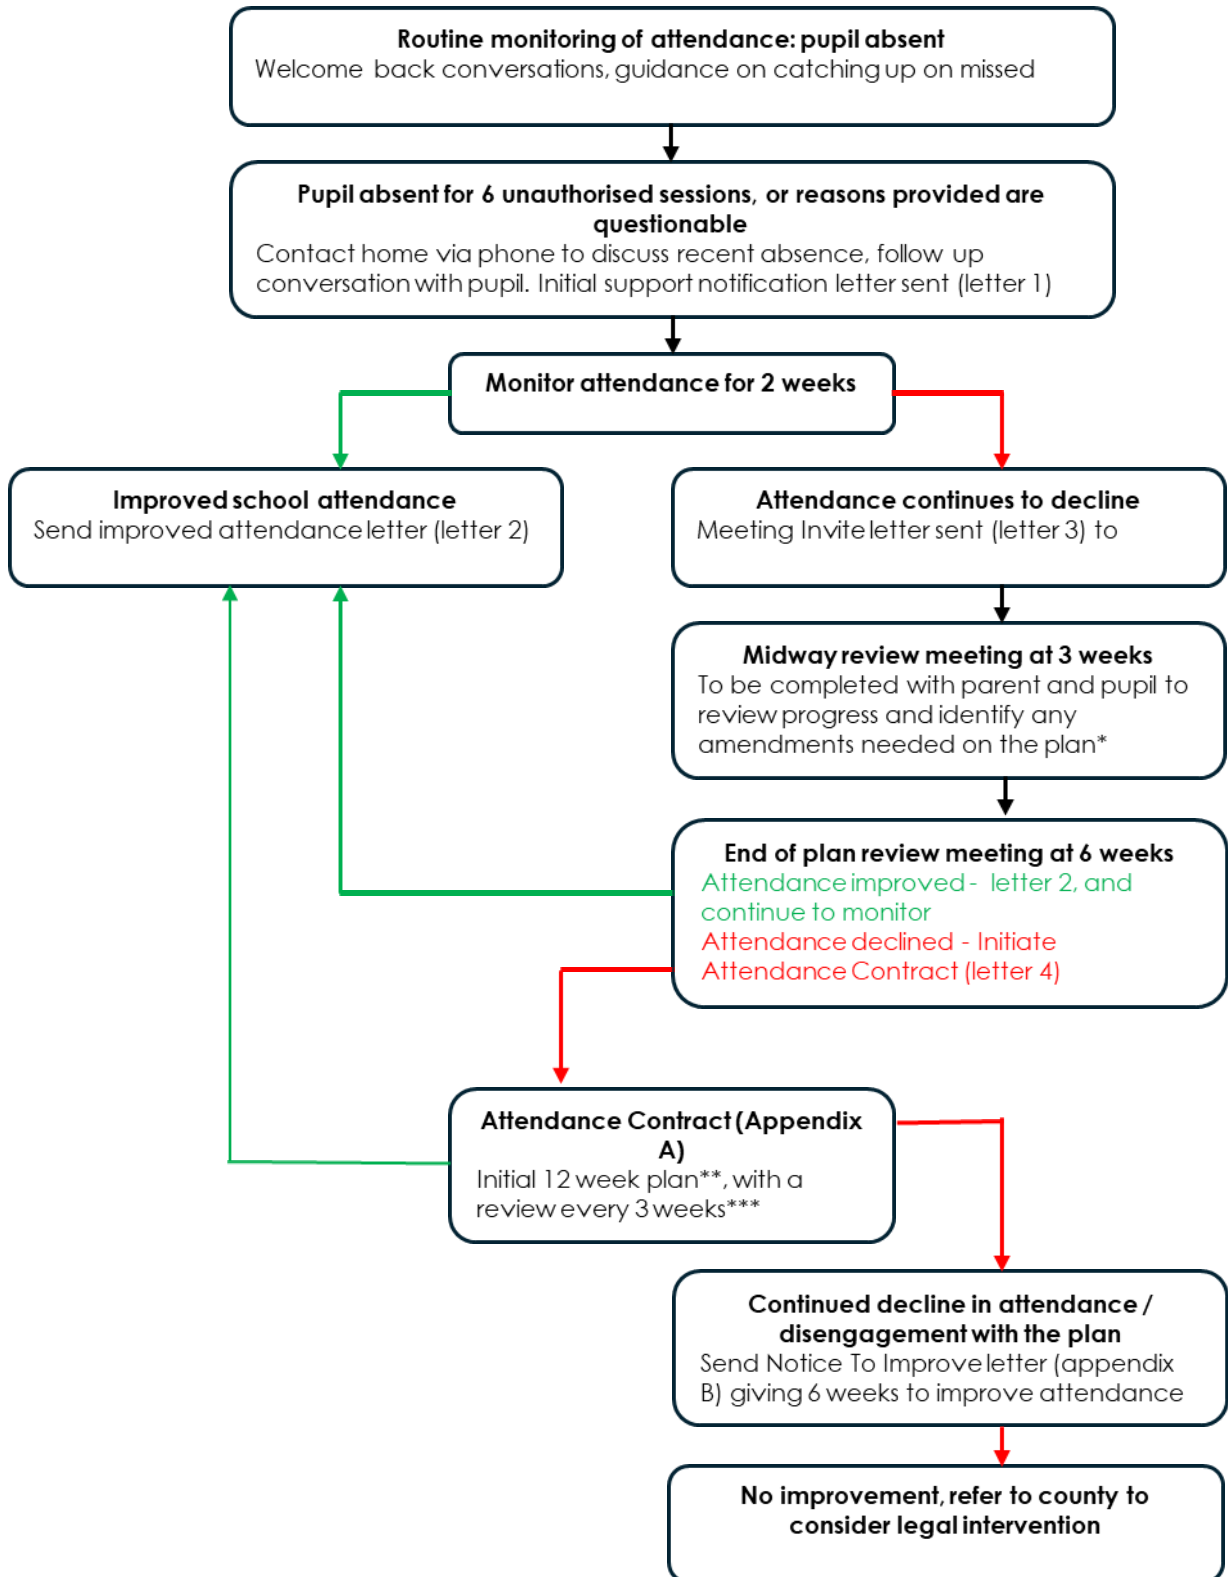 Routine monitoring of attendance: pupil absent
Welcome back conversations, guidance on catching up on missed
Pupil absent for 6 unauthorised sessions, or reasons provided are
questionable
Contact home via phone to discuss recent absence, follow up
conversation with pupil. Initial support notification letter sent (letter 1)
Monitor attendance for 2 weeks
Improved school attendance
Send improved attendance letter (letter 2)
Attendance continues to decline
Meeting Invite letter sent (letter 3) to
Midway review meeting at 3 weeks
To be completed with parent and pupil to
review progress and identify any
amendments needed on the plan*
End of plan review meeting at 6 weeks
Attendance improved - letter 2, and
continue to monitor
Attendance declined - Initiate
Attendance Contract (letter 4)
Attendance Contract (Appendix
A)
Initial 12 week plan**, with a
review every 3 weeks***
Continued decline in attendance /
disengagement with the plan
Send Notice To Improve letter (appendix
B) giving 6 weeks to improve attendance
No improvement, refer to county to
consider legal intervention